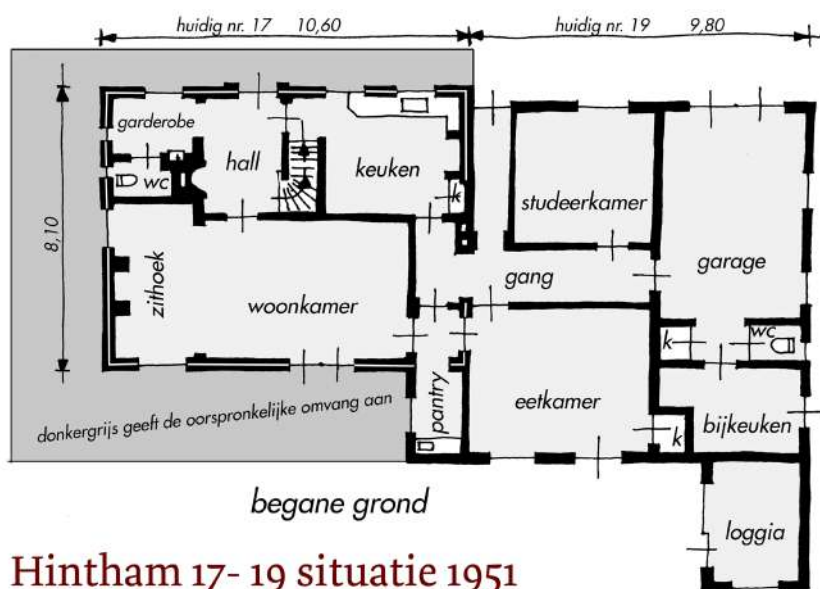 huidig nr. 17 10,60
huidig nr. 19 9,80
8,10
garderobe
wc
hall
keuken
k
studeerkamer
gang
garage
zithoek
woonkamer
k
wc
pantry
eetkamer
k
bijkeuken
donkergrijs geeft de oorspronkelijke omvang aan
begane grond
loggia
Hintham 17- 19 situatie 1951